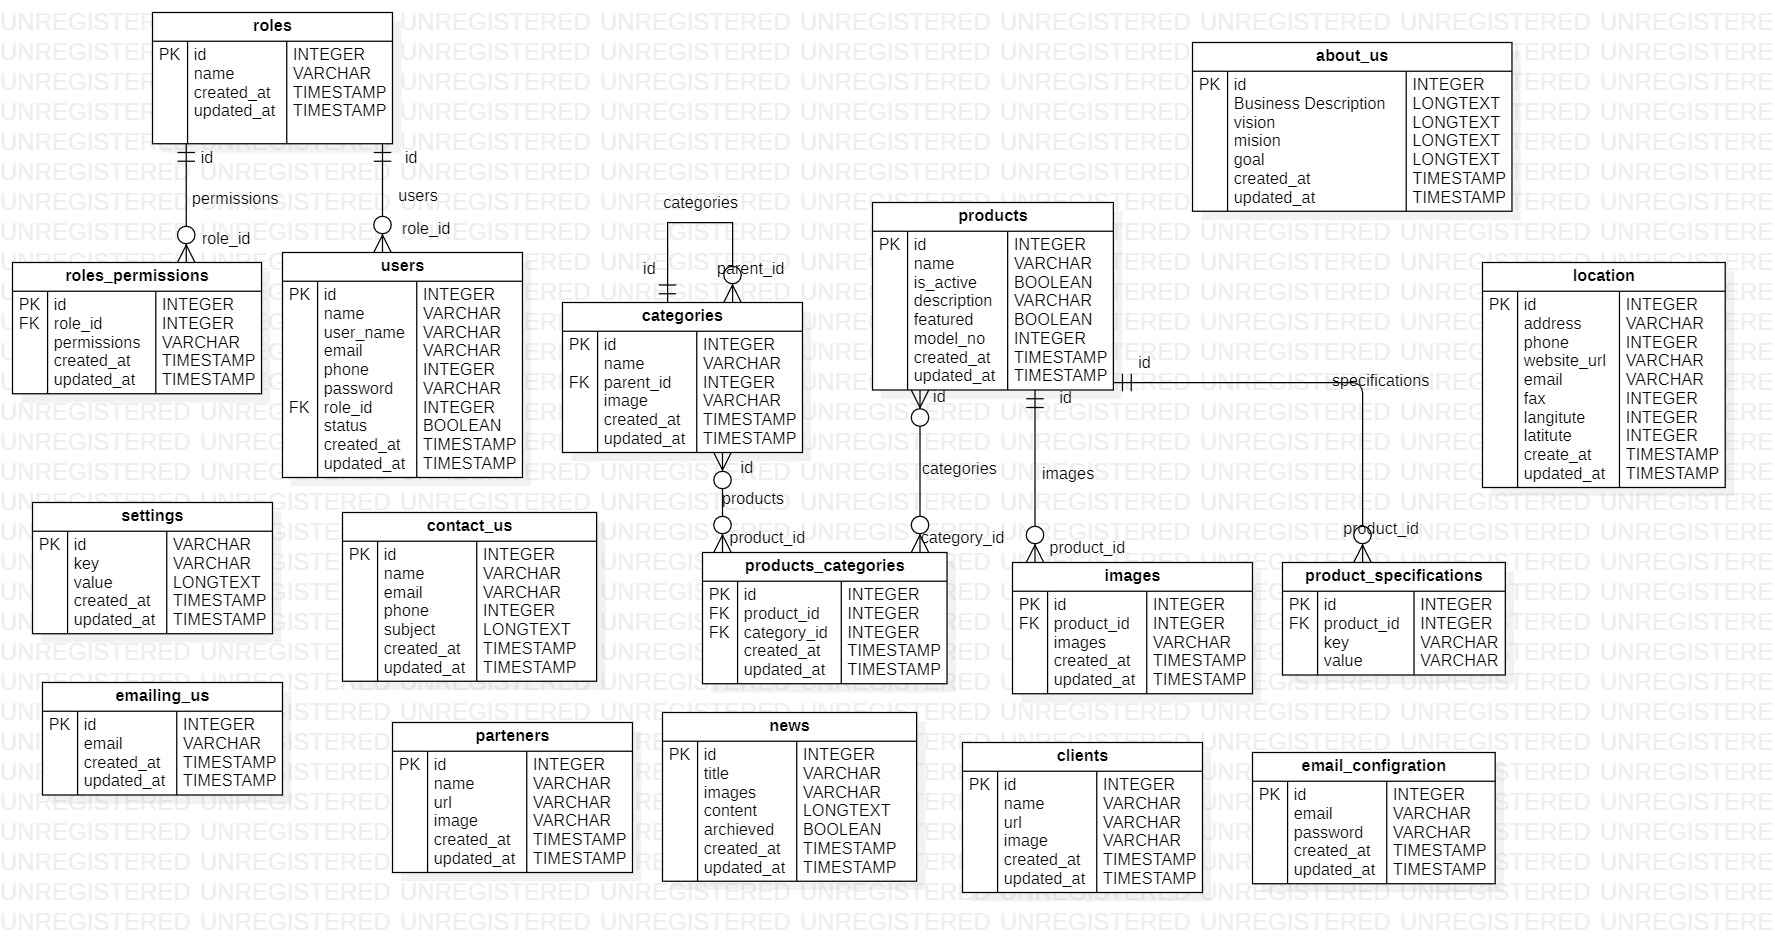 roles
PK id INTEGER
name VARCHAR
created_at TIMESTAMP
updated_at TIMESTAMP
id
permissions
role_id
id
users
role_id
roles_permissions
PK id INTEGER
FK role_id INTEGER
permissions VARCHAR
created_at TIMESTAMP
updated_at TIMESTAMP
users
PK id INTEGER
name VARCHAR
user_name VARCHAR
email VARCHAR
phone INTEGER
password VARCHAR
FK role_id INTEGER
status BOOLEAN
created_at TIMESTAMP
updated_at TIMESTAMP
categories
id
parent_id
categories
PK id INTEGER
name VARCHAR
FK parent_id INTEGER
image VARCHAR
created_at TIMESTAMP
updated_at TIMESTAMP
id
products
product_id
products
PK id INTEGER
name VARCHAR
is_active BOOLEAN
description VARCHAR
featured BOOLEAN
model_no INTEGER
created_at TIMESTAMP
updated_at TIMESTAMP
id
categories
category_id
id
images
product_id
id
specifications
product_id
about_us
PK id INTEGER
Business Description LONGTEXT
vision LONGTEXT
mision LONGTEXT
goal LONGTEXT
created_at TIMESTAMP
updated_at TIMESTAMP
location
PK id INTEGER
address VARCHAR
phone INTEGER
website_url VARCHAR
email VARCHAR
fax INTEGER
langitute INTEGER
latitute INTEGER
create_at TIMESTAMP
updated_at TIMESTAMP
settings
PK id VARCHAR
key VARCHAR
value LONGTEXT
created_at TIMESTAMP
updated_at TIMESTAMP
contact_us
PK id INTEGER
name VARCHAR
email VARCHAR
phone INTEGER
subject LONGTEXT
created_at TIMESTAMP
updated_at TIMESTAMP
products_categories
PK id INTEGER
FK product_id INTEGER
FK category_id INTEGER
created_at TIMESTAMP
updated_at TIMESTAMP
images
PK id INTEGER
FK product_id INTEGER
images VARCHAR
created_at TIMESTAMP
updated_at TIMESTAMP
product_specifications
PK id INTEGER
FK product_id INTEGER
key VARCHAR
value VARCHAR
emailing_us
PK id INTEGER
email VARCHAR
created_at TIMESTAMP
updated_at TIMESTAMP
parteners
PK id INTEGER
name VARCHAR
url VARCHAR
image VARCHAR
created_at TIMESTAMP
updated_at TIMESTAMP
news
PK id INTEGER
title VARCHAR
images VARCHAR
content LONGTEXT
archieved BOOLEAN
created_at TIMESTAMP
updated_at TIMESTAMP
clients
PK id INTEGER
name VARCHAR
url VARCHAR
image VARCHAR
created_at TIMESTAMP
updated_at TIMESTAMP
email_configration
PK id INTEGER
email VARCHAR
password VARCHAR
created_at TIMESTAMP
updated_at TIMESTAMP
UNREGISTERED